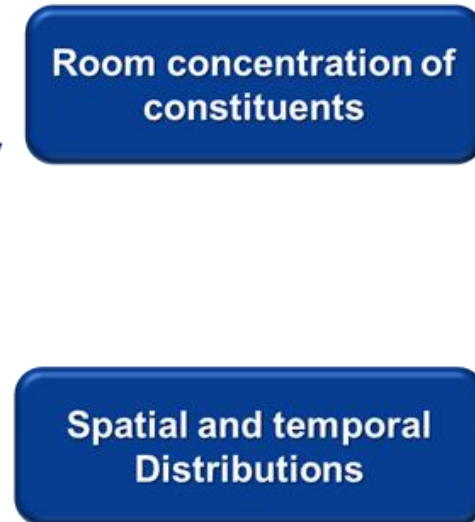 Room concentration of
constituents
Spatial and temporal
Distributions